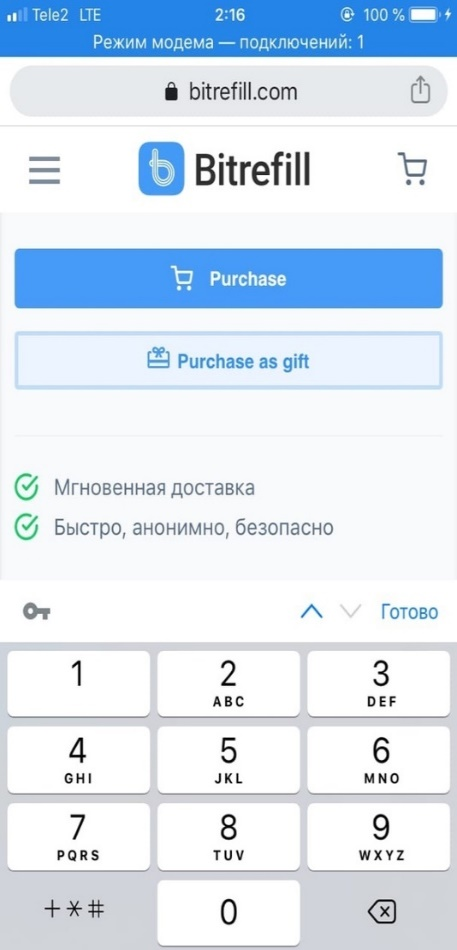 Tele2 LTE 2:16 100 %
Режим модема — подключений: 1
bitrefill.com
Bitrefill
Purchase
Purchase as gift
Мгновенная доставка
Быстро, анонимно, безопасно
Готово
1 2 3
ABC DEF
4 5 6
GHI JKL MNO
7 8 9
PQRS TUV WXYZ
+*# 0